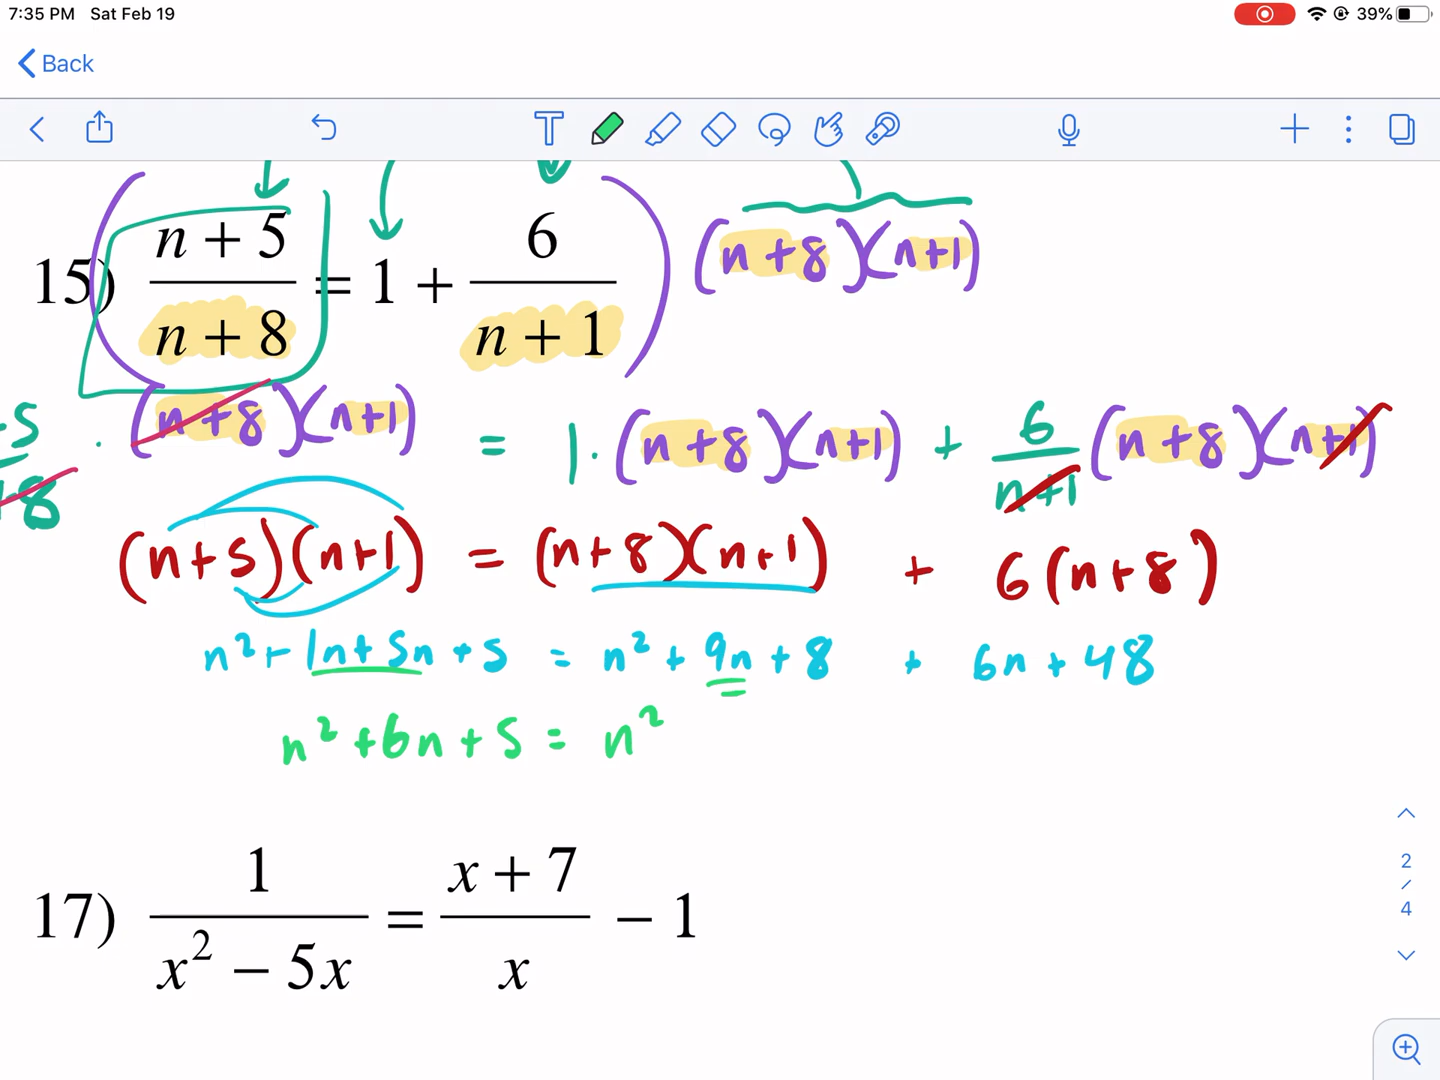 7:35 PM Sat Feb 19 39%
Back
15) (n + 5 / n + 8 = 1 + 6 / n + 1) (n+8)(n+1)
+5 / +8 · (n+8)(n+1) = 1·(n+8)(n+1) + 6 / n+1 (n+8)(n+1)
(n+5)(n+1) = (n+8)(n+1) + 6(n+8)
n² + 1n + 5n + 5 = n² + 9n + 8 + 6n + 48
n² + 6n + 5 = n²
17) 1 / x² − 5x = x + 7 / x − 1
2 / 4